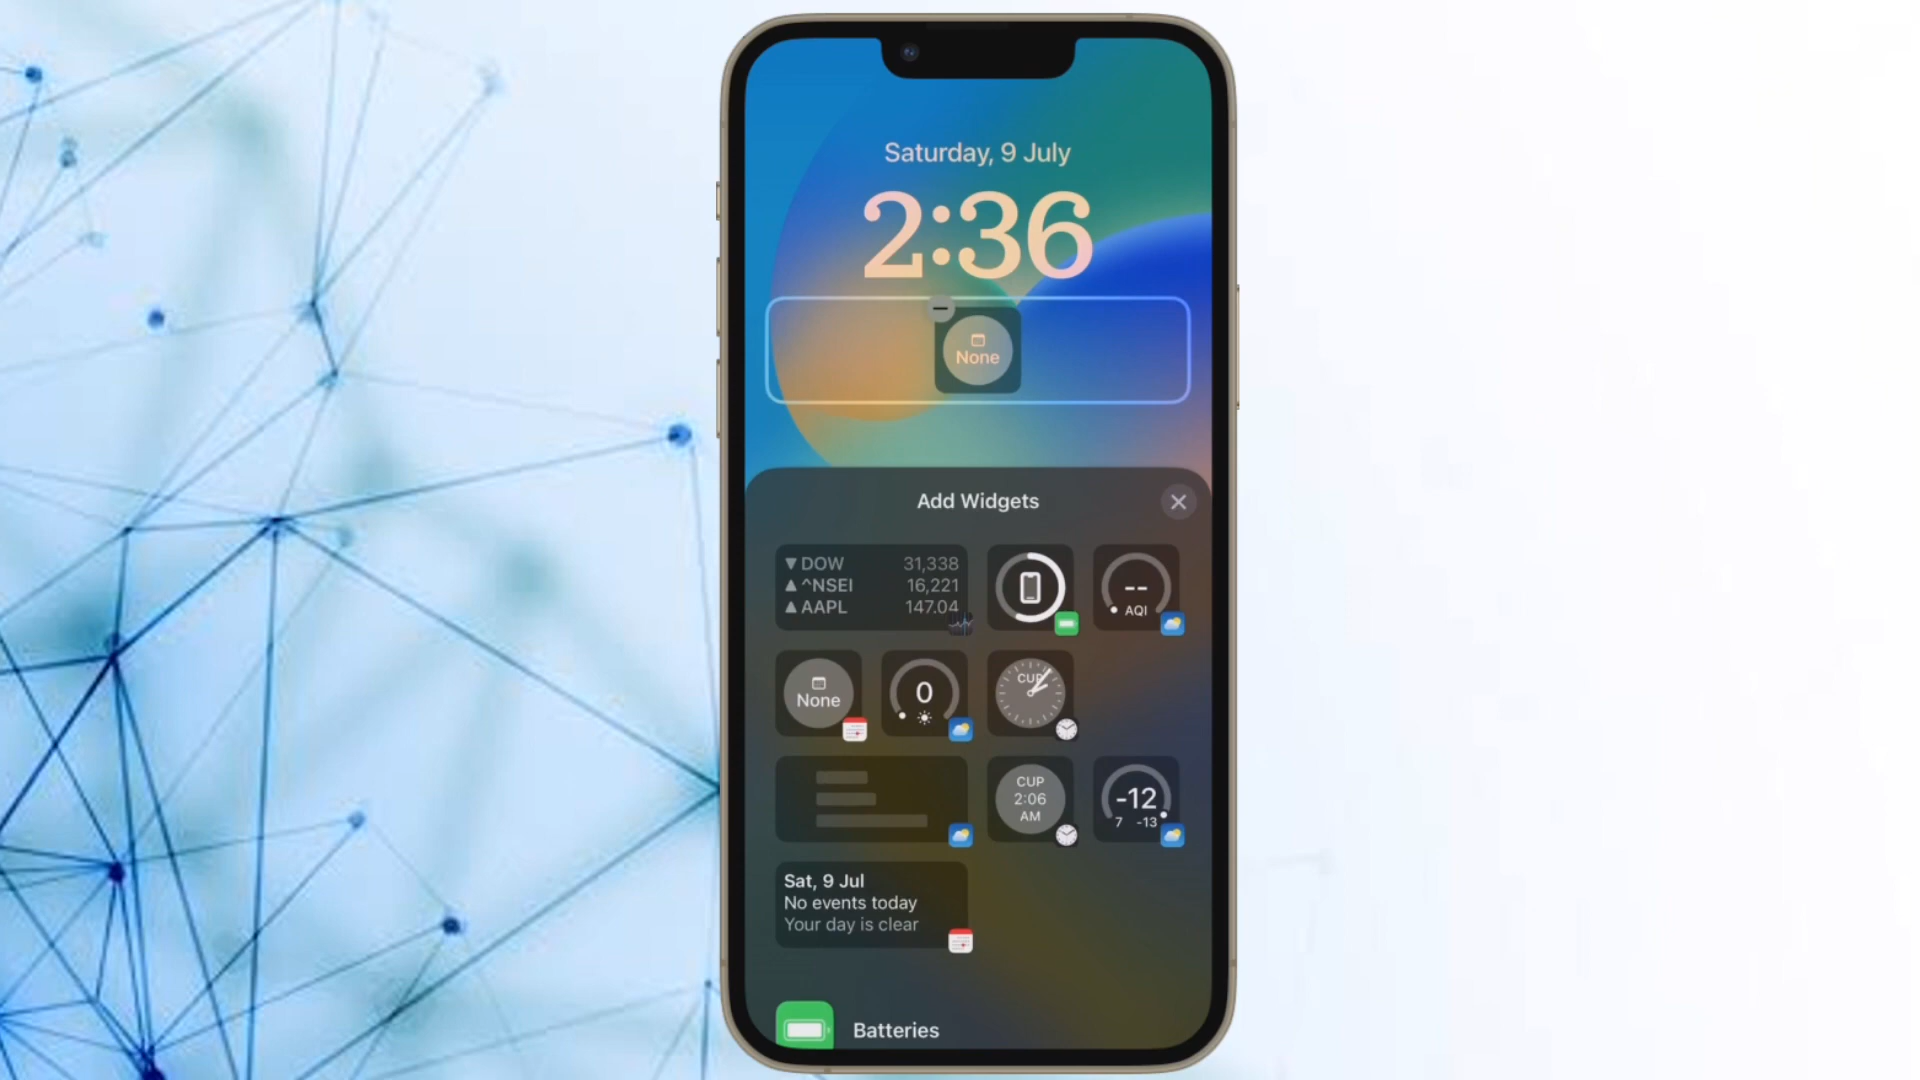 Saturday, 9 July
2:36
None
Add Widgets
▼ DOW 31,338
▲ ^NSEI 16,221
▲ AAPL 147.04
-- 
AQI
None
0
CUP
CUP
2:06
AM
-12
7 -13
Sat, 9 Jul
No events today
Your day is clear
Batteries